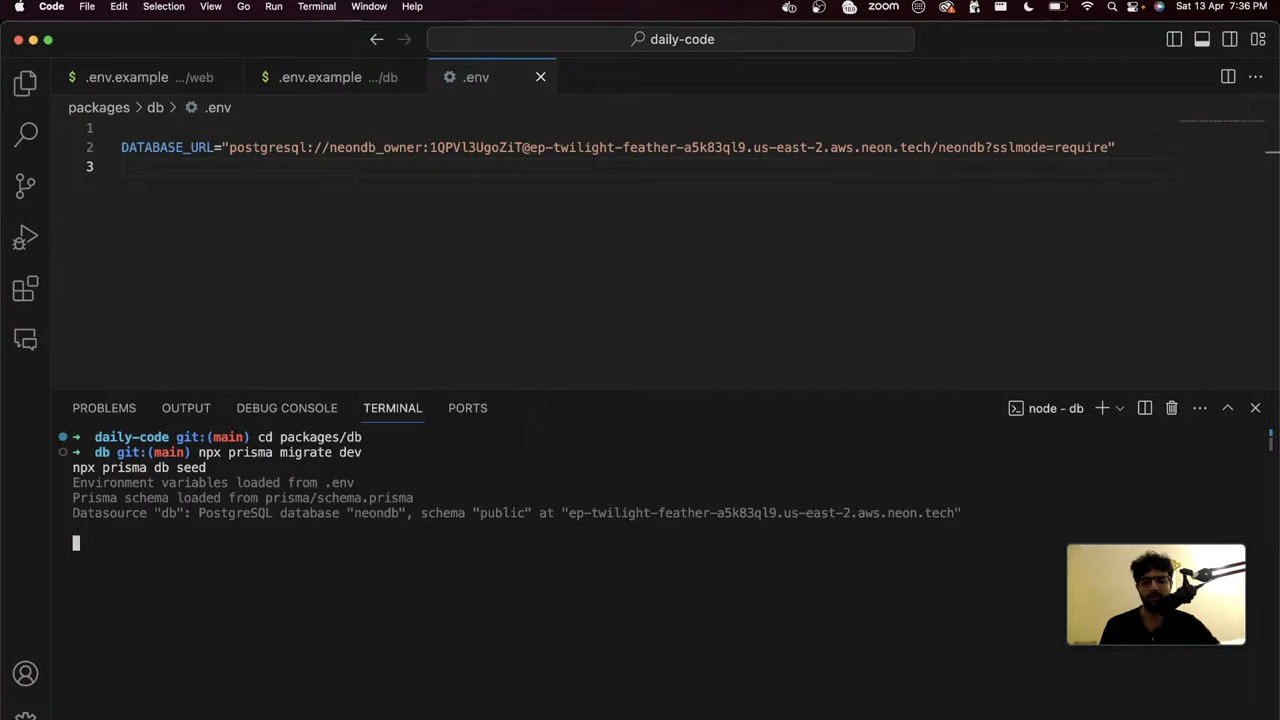 Code File Edit Selection View Go Run Terminal Window Help zoom Sat 13 Apr 7:36 PM
daily-code
.env.example .../web .env.example .../db .env
packages > db > .env
1
2 DATABASE_URL="postgresql://neondb_owner:1QPVl3UgoZiT@ep-twilight-feather-a5k83ql9.us-east-2.aws.neon.tech/neondb?sslmode=require"
3
PROBLEMS OUTPUT DEBUG CONSOLE TERMINAL PORTS node - db
daily-code git:(main) cd packages/db
db git:(main) npx prisma migrate dev
npx prisma db seed
Environment variables loaded from .env
Prisma schema loaded from prisma/schema.prisma
Datasource "db": PostgreSQL database "neondb", schema "public" at "ep-twilight-feather-a5k83ql9.us-east-2.aws.neon.tech"